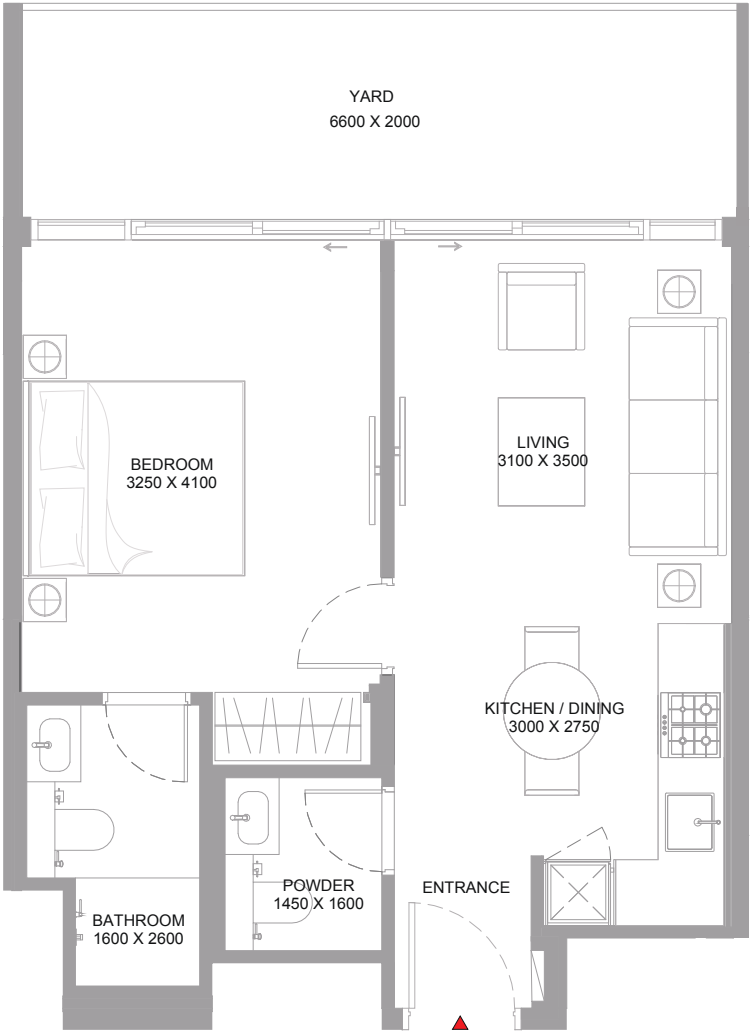 YARD
6600 X 2000
BEDROOM
3250 X 4100
LIVING
3100 X 3500
KITCHEN / DINING
3000 X 2750
POWDER
1450 X 1600
ENTRANCE
BATHROOM
1600 X 2600